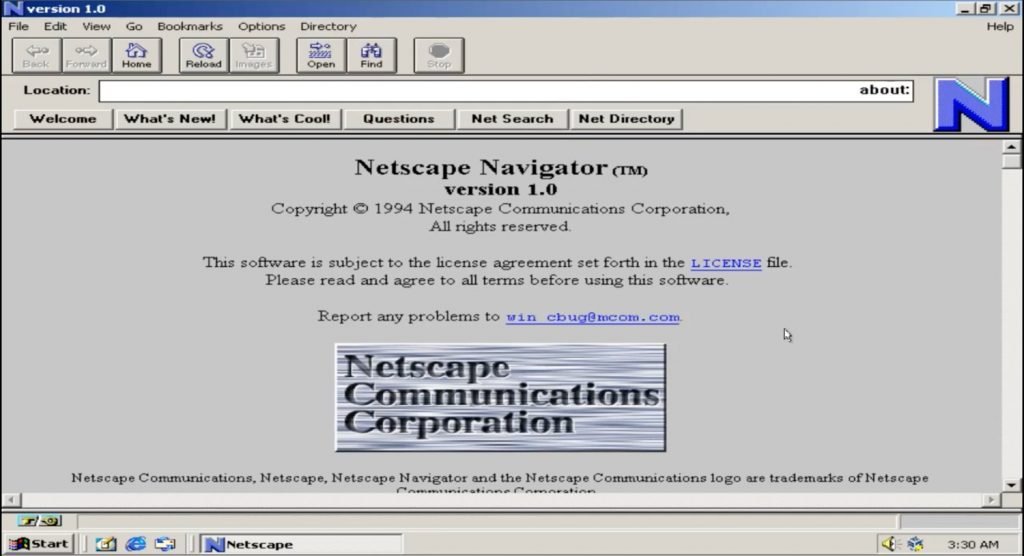 version 1.0
File Edit View Go Bookmarks Options Directory Help
Back Forward Home Reload Images Open Find Stop
Location: about:
Welcome What's New! What's Cool! Questions Net Search Net Directory
Netscape Navigator (TM)
version 1.0
Copyright © 1994 Netscape Communications Corporation,
All rights reserved.
This software is subject to the license agreement set forth in the LICENSE file.
Please read and agree to all terms before using this software.
Report any problems to win_cbug@mcom.com.
Netscape
Communications
Corporation
Netscape Communications, Netscape, Netscape Navigator and the Netscape Communications logo are trademarks of Netscape
Communications Corporation
Start Netscape 3:30 AM